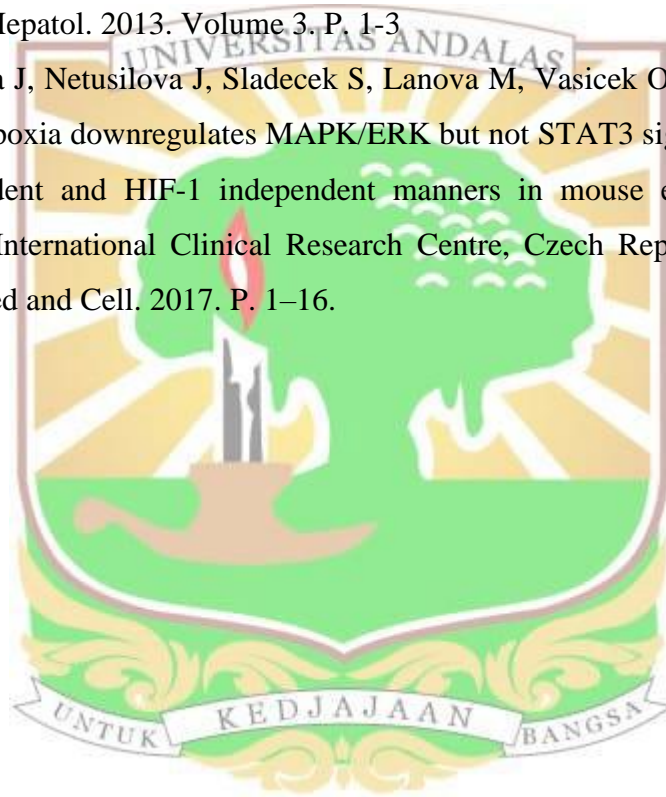 Hepatol. 2013. Volume 3. P. 1-3
UNIVERSITAS ANDALAS
a J, Netusilova J, Sladecek S, Lanova M, Vasicek O
poxia downregulates MAPK/ERK but not STAT3 sig
dent and HIF-1 independent manners in mouse e
International Clinical Research Centre, Czech Rep
ed and Cell. 2017. P. 1–16.
UNTUK KEDJAJAAN BANGSA